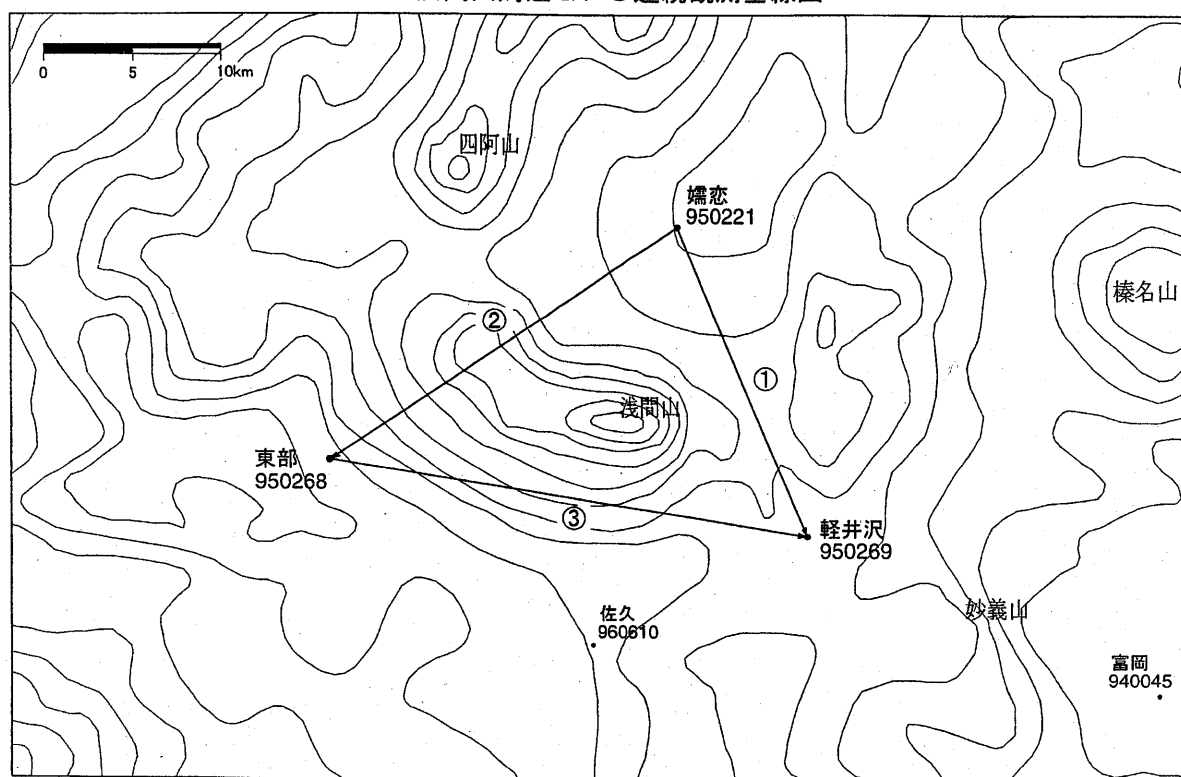 0 5 10km
四阿山
嬬恋
950221
榛名山
②
①
浅間山
東部
950268
③
軽井沢
950269
佐久
960610
妙義山
富岡
940045